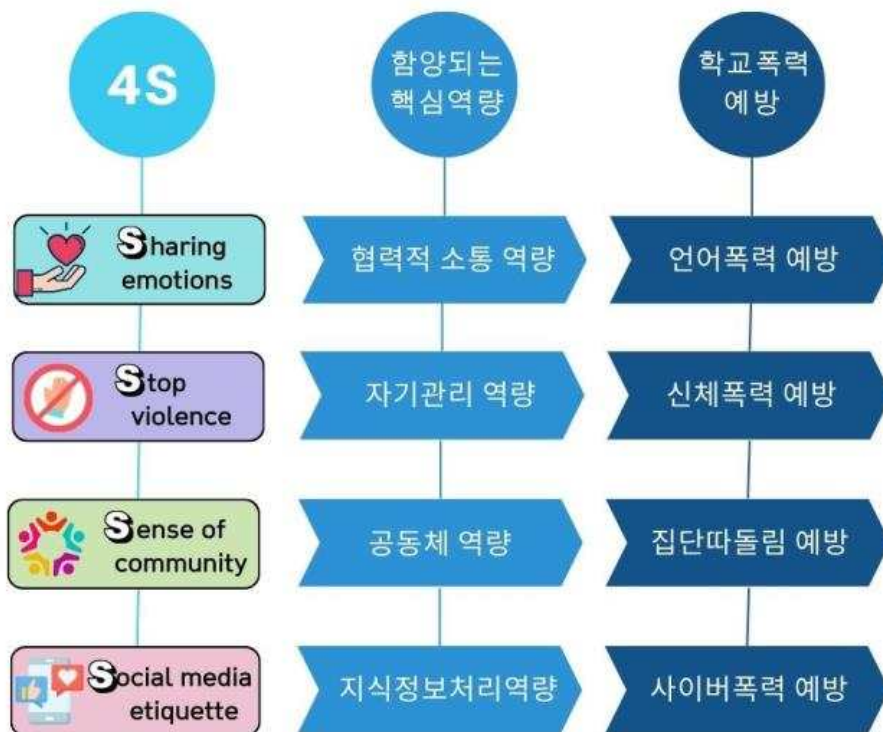 4S
함양되는
핵심역량
학교폭력
예방
Sharing
emotions
협력적 소통 역량
언어폭력 예방
Stop
violence
자기관리 역량
신체폭력 예방
Sense of
community
공동체 역량
집단따돌림 예방
Social media
etiquette
지식정보처리역량
사이버폭력 예방